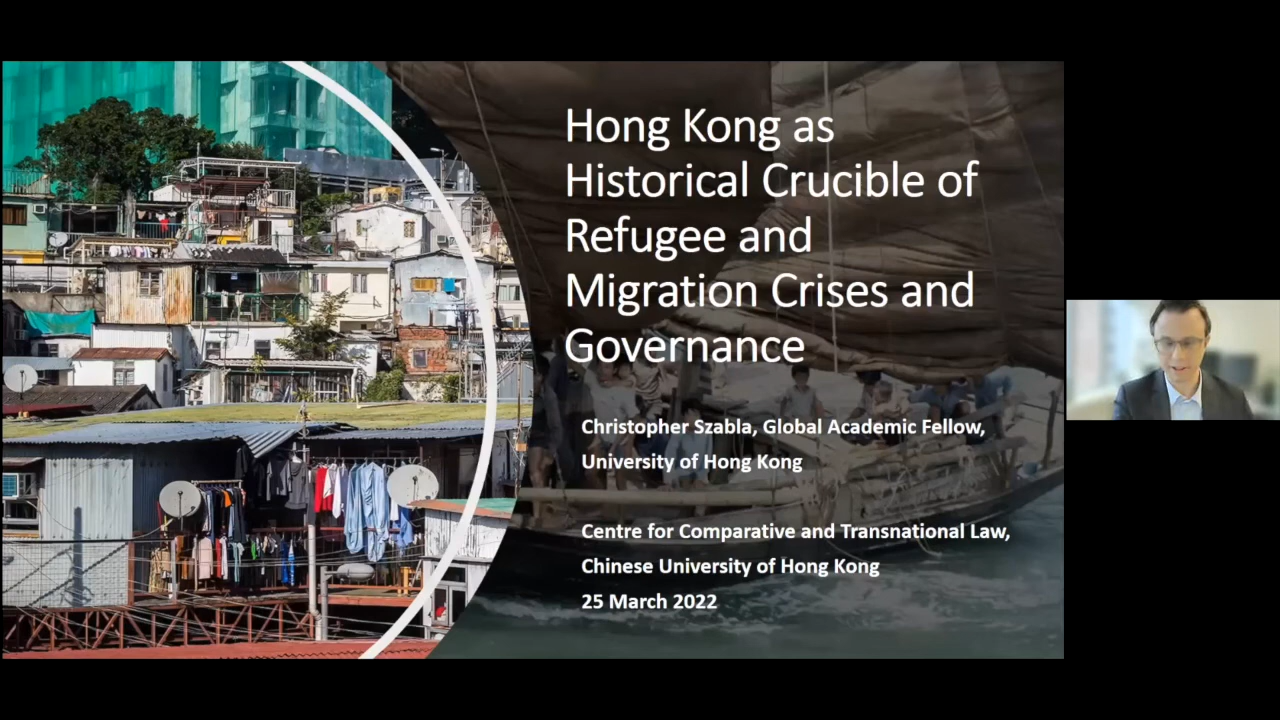 Hong Kong as
Historical Crucible of
Refugee and
Migration Crises and
Governance
Christopher Szabla, Global Academic Fellow,
University of Hong Kong
Centre for Comparative and Transnational Law,
Chinese University of Hong Kong
25 March 2022